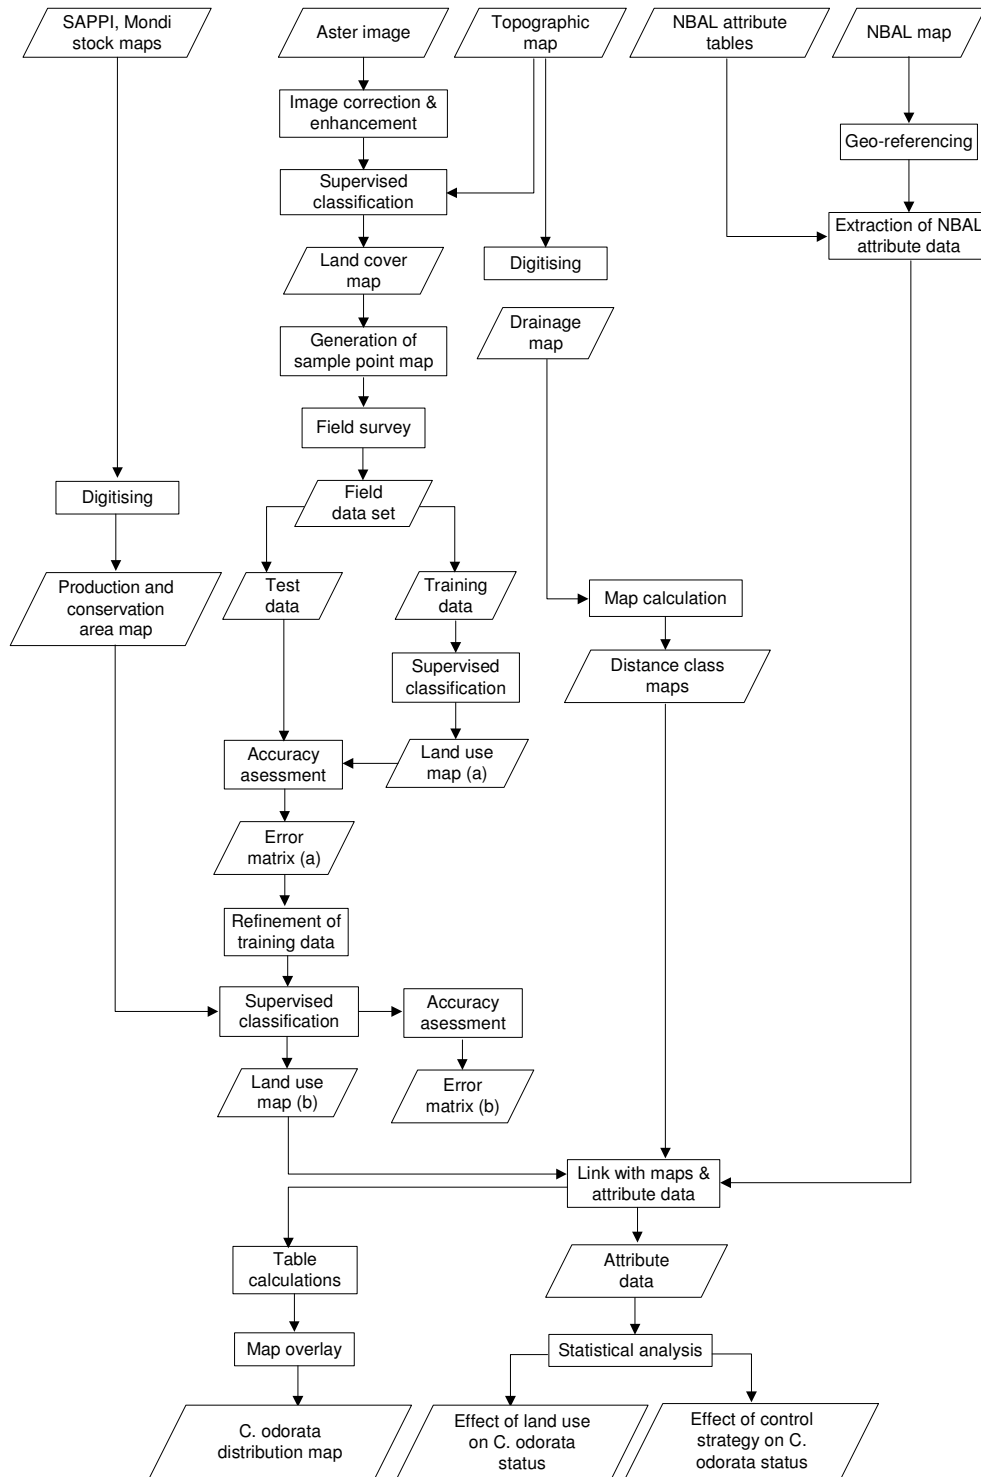 SAPPI, Mondi
stock maps
Aster image
Topographic
map
NBAL attribute
tables
NBAL map
Image correction &
enhancement
Geo-referencing
Supervised
classification
Extraction of NBAL
attribute data
Land cover
map
Digitising
Drainage
map
Generation of
sample point map
Field survey
Digitising
Field
data set
Production and
conservation
area map
Test
data
Training
data
Map calculation
Supervised
classification
Distance class
maps
Accuracy
asessment
Land use
map (a)
Error
matrix (a)
Refinement of
training data
Supervised
classification
Accuracy
asessment
Land use
map (b)
Error
matrix (b)
Link with maps &
attribute data
Table
calculations
Attribute
data
Map overlay
Statistical analysis
C. odorata
distribution map
Effect of land use
on C. odorata
status
Effect of control
strategy on C.
odorata status